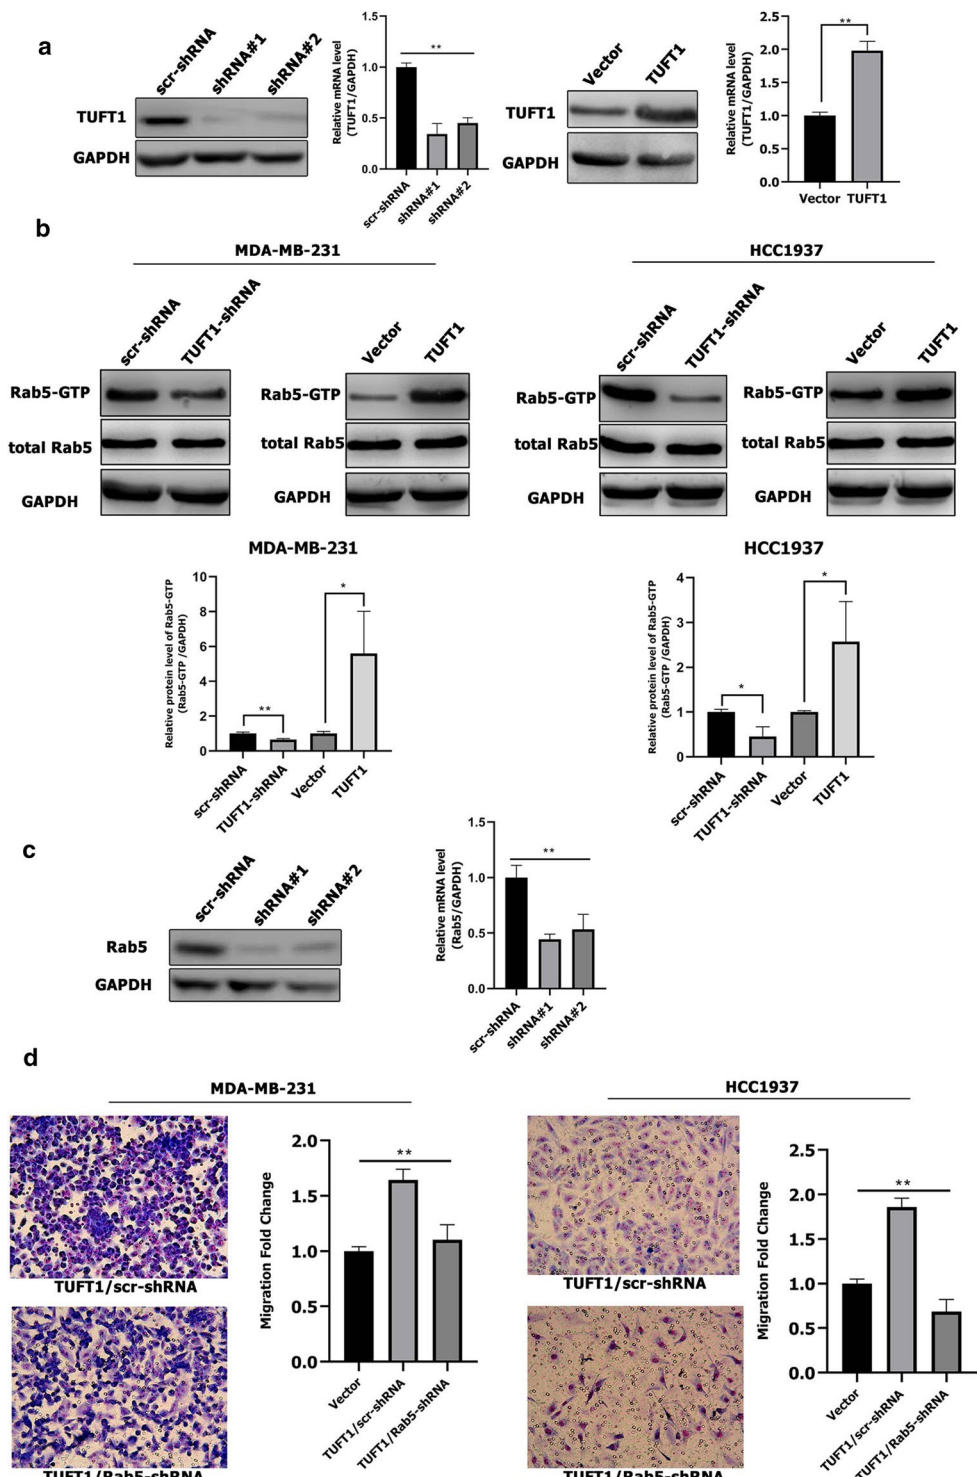 a
scr-shRNA
shRNA#1
shRNA#2
TUFT1
GAPDH
Relative mRNA level
(TUFT1/GAPDH)
1.5
1.0
0.5
0.0
**
scr-shRNA
shRNA#1
shRNA#2
Vector
TUFT1
TUFT1
GAPDH
Relative mRNA level
(TUFT1/GAPDH)
2.5
2.0
1.5
1.0
0.5
0.0
**
Vector TUFT1
b
MDA-MB-231
scr-shRNA
TUFT1-shRNA
Rab5-GTP
total Rab5
GAPDH
Vector
TUFT1
Rab5-GTP
total Rab5
GAPDH
HCC1937
scr-shRNA
TUFT1-shRNA
Rab5-GTP
total Rab5
GAPDH
Vector
TUFT1
Rab5-GTP
total Rab5
GAPDH
MDA-MB-231
Relative protein level of Rab5-GTP
(Rab5-GTP /GAPDH)
10
8
6
4
2
0
**
*
scr-shRNA
TUFT1-shRNA
Vector
TUFT1
HCC1937
Relative protein level of Rab5-GTP
(Rab5-GTP /GAPDH)
4
3
2
1
0
*
*
scr-shRNA
TUFT1-shRNA
Vector
TUFT1
c
scr-shRNA
shRNA#1
shRNA#2
Rab5
GAPDH
Relative mRNA level
(Rab5/GAPDH)
1.5
1.0
0.5
0.0
**
scr-shRNA
shRNA#1
shRNA#2
d
MDA-MB-231
TUFT1/scr-shRNA
TUFT1/Rab5-shRNA
Migration Fold Change
2.0
1.5
1.0
0.5
0.0
**
Vector
TUFT1/scr-shRNA
TUFT1/Rab5-shRNA
HCC1937
TUFT1/scr-shRNA
TUFT1/Rab5-shRNA
Migration Fold Change
2.5
2.0
1.5
1.0
0.5
0.0
**
Vector
TUFT1/scr-shRNA
TUFT1/Rab5-shRNA